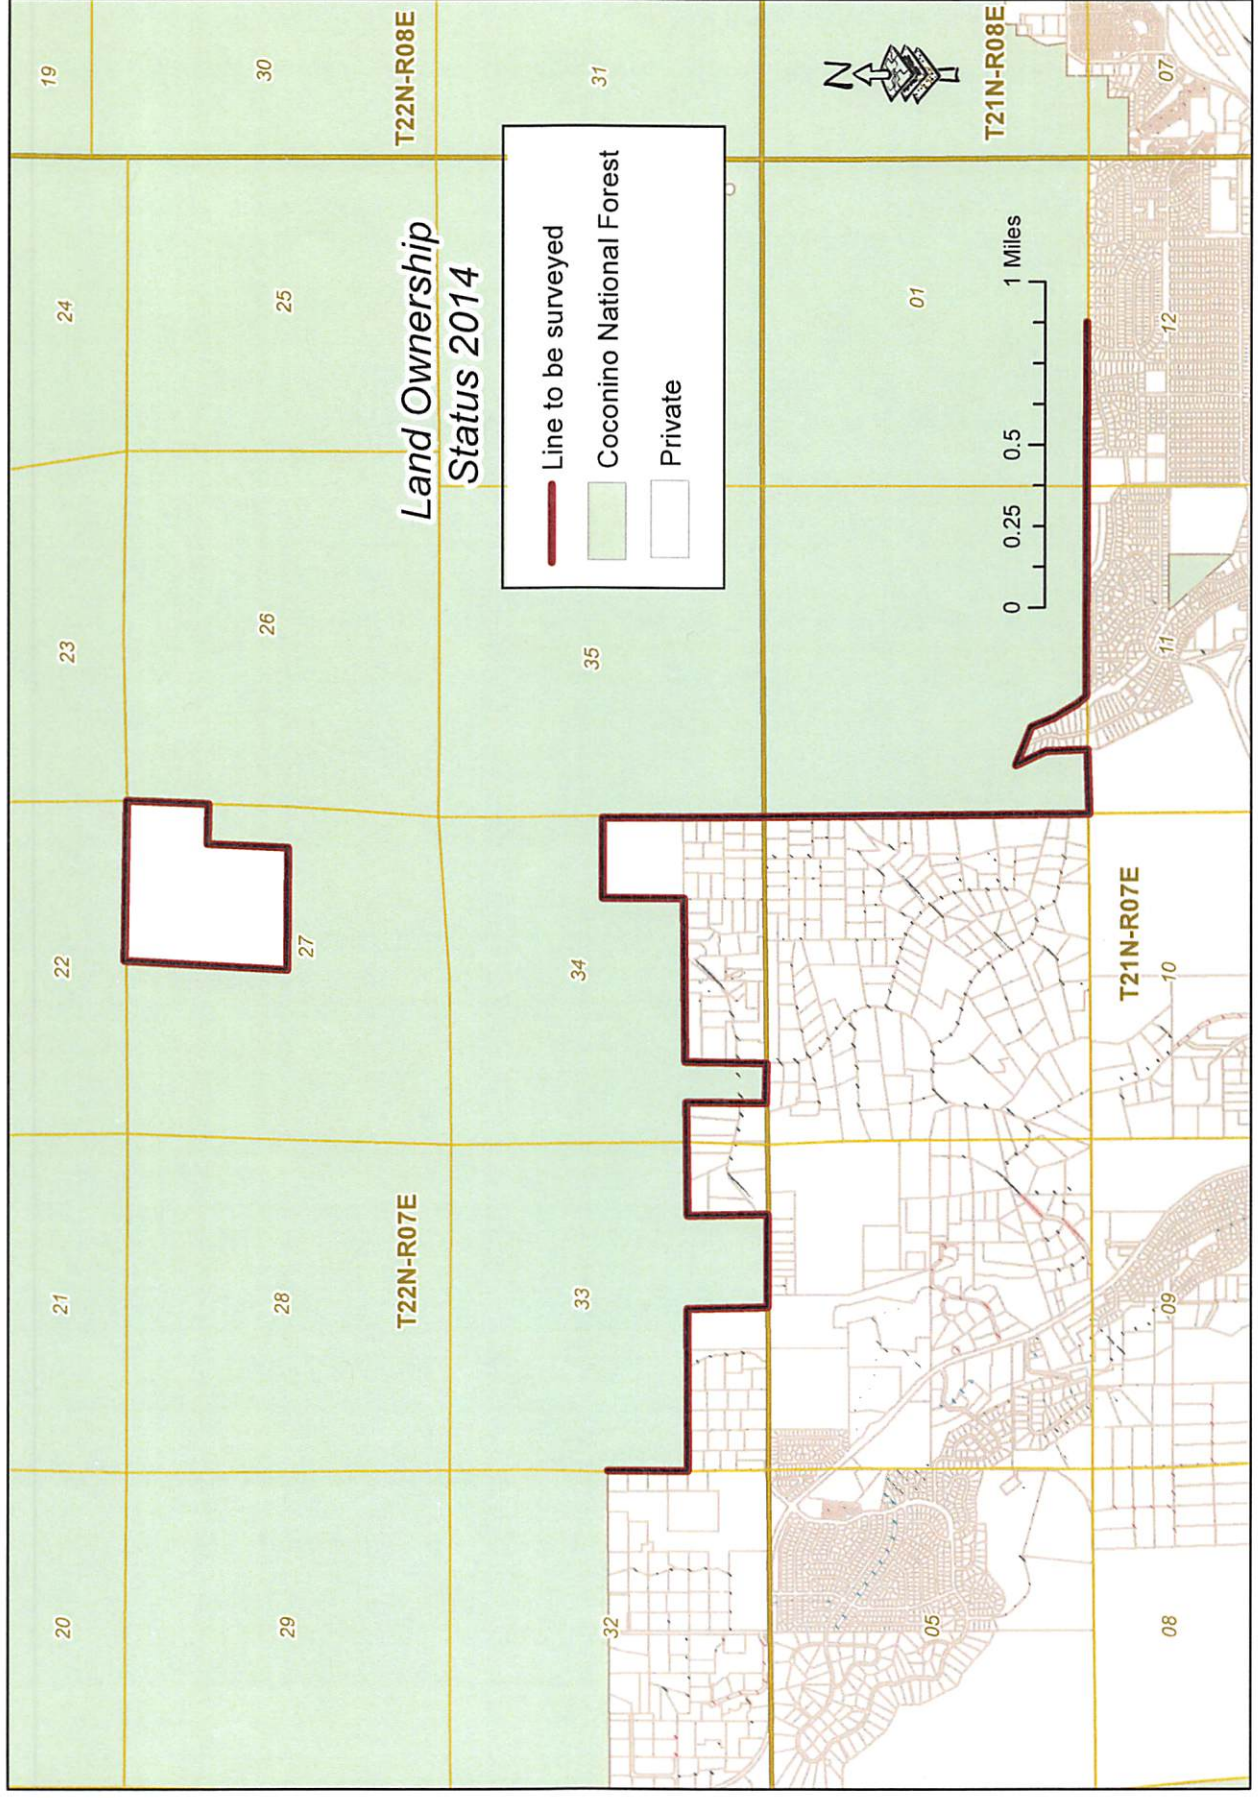 20 21 22 23 24 19
29 28 27 26 25 30
T22N-R07E
T22N-R08E
Land Ownership
Status 2014
32 33 34 35 31
Line to be surveyed
Coconino National Forest
Private
N
05 01
T21N-R08E
0 0.25 0.5 1 Miles
T21N-R07E
08 09 10 11 12 07